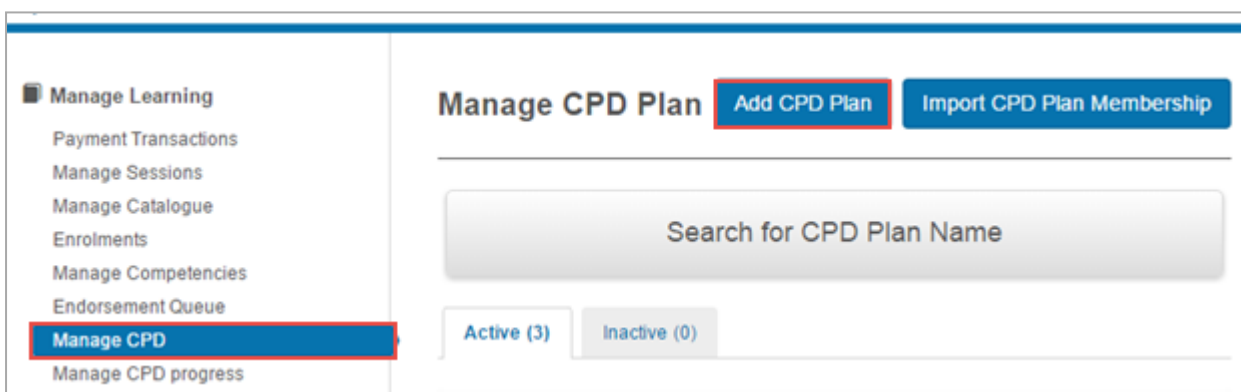 Manage Learning
Payment Transactions
Manage Sessions
Manage Catalogue
Enrolments
Manage Competencies
Endorsement Queue
Manage CPD
Manage CPD progress
Manage CPD Plan Add CPD Plan Import CPD Plan Membership
Search for CPD Plan Name
Active (3) Inactive (0)